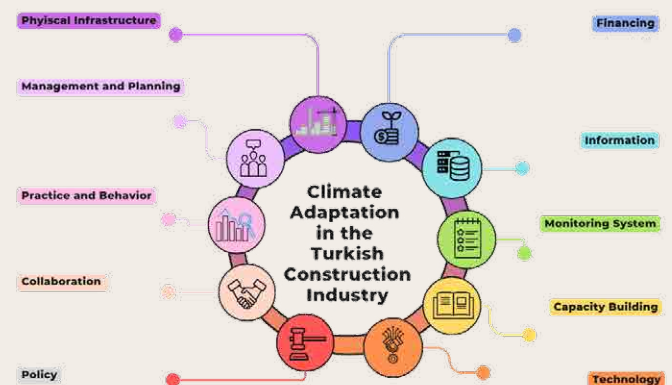 Phyiscal Infrastructure
Financing
Management and Planning
Information
Practice and Behavior
Climate
Adaptation
in the
Turkish
Construction
Industry
Monitoring System
Collaboration
Capacity Building
Policy
Technology